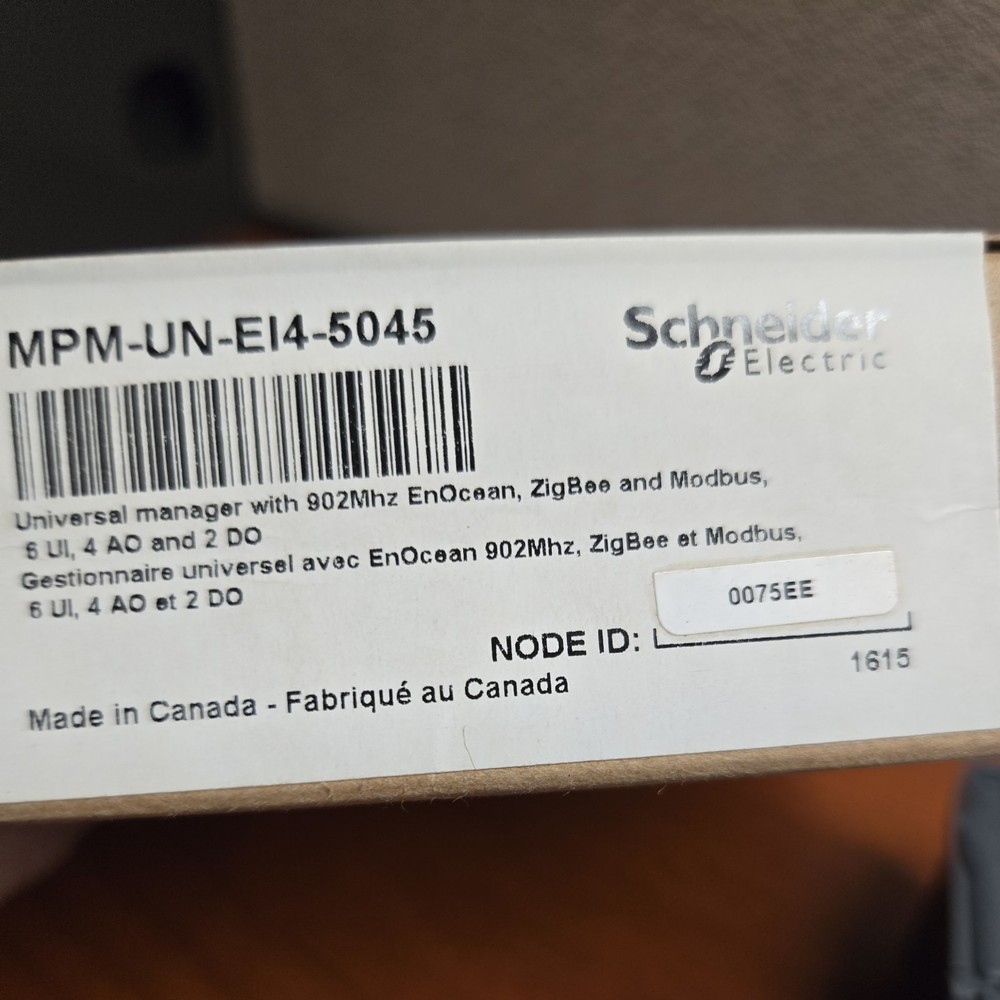 MPM-UN-EI4-5045
Schneider
Electric
Universal manager with 902Mhz EnOcean, ZigBee and Modbus,
6 UI, 4 AO and 2 DO
Gestionnaire universel avec EnOcean 902Mhz, ZigBee et Modbus,
6 UI, 4 AO et 2 DO
0075EE
NODE ID:
1615
Made in Canada - Fabriqué au Canada